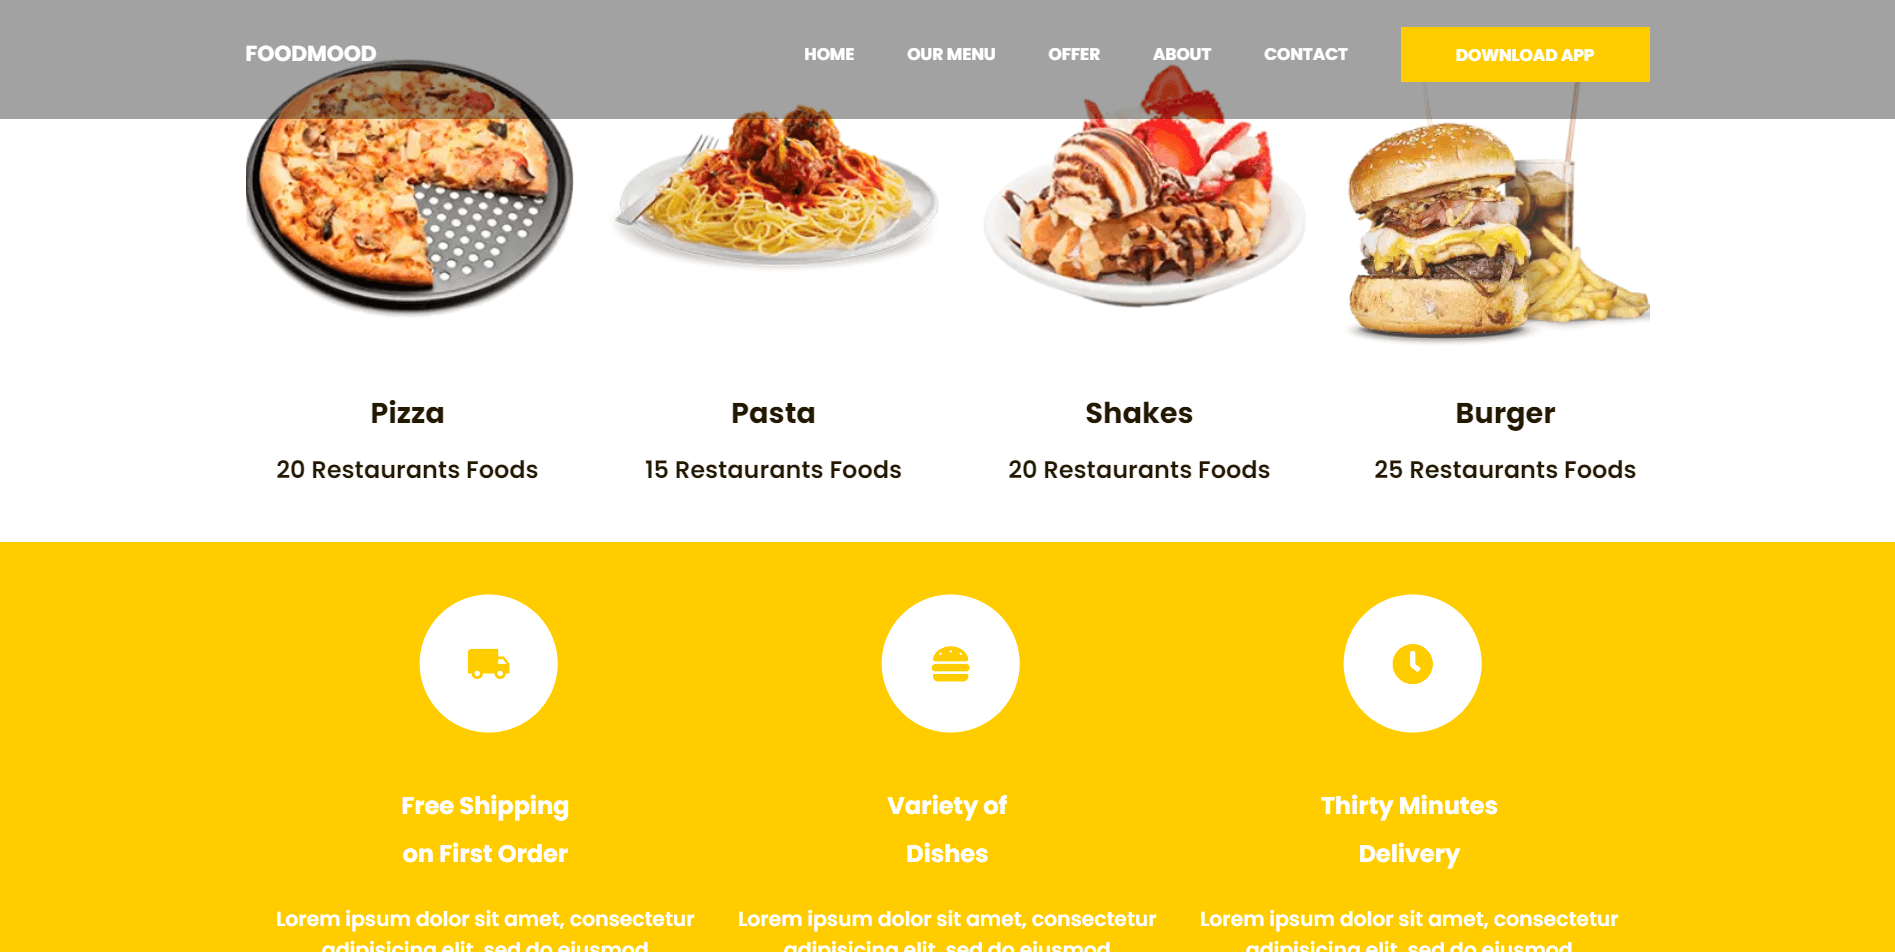 FOODMOOD HOME OUR MENU OFFER ABOUT CONTACT DOWNLOAD APP
Pizza Pasta Shakes Burger
20 Restaurants Foods 15 Restaurants Foods 20 Restaurants Foods 25 Restaurants Foods
Free Shipping
on First Order
Lorem ipsum dolor sit amet, consectetur
adipisicing elit, sed do eiusmod
Variety of
Dishes
Lorem ipsum dolor sit amet, consectetur
adipisicing elit, sed do eiusmod
Thirty Minutes
Delivery
Lorem ipsum dolor sit amet, consectetur
adipisicing elit, sed do eiusmod